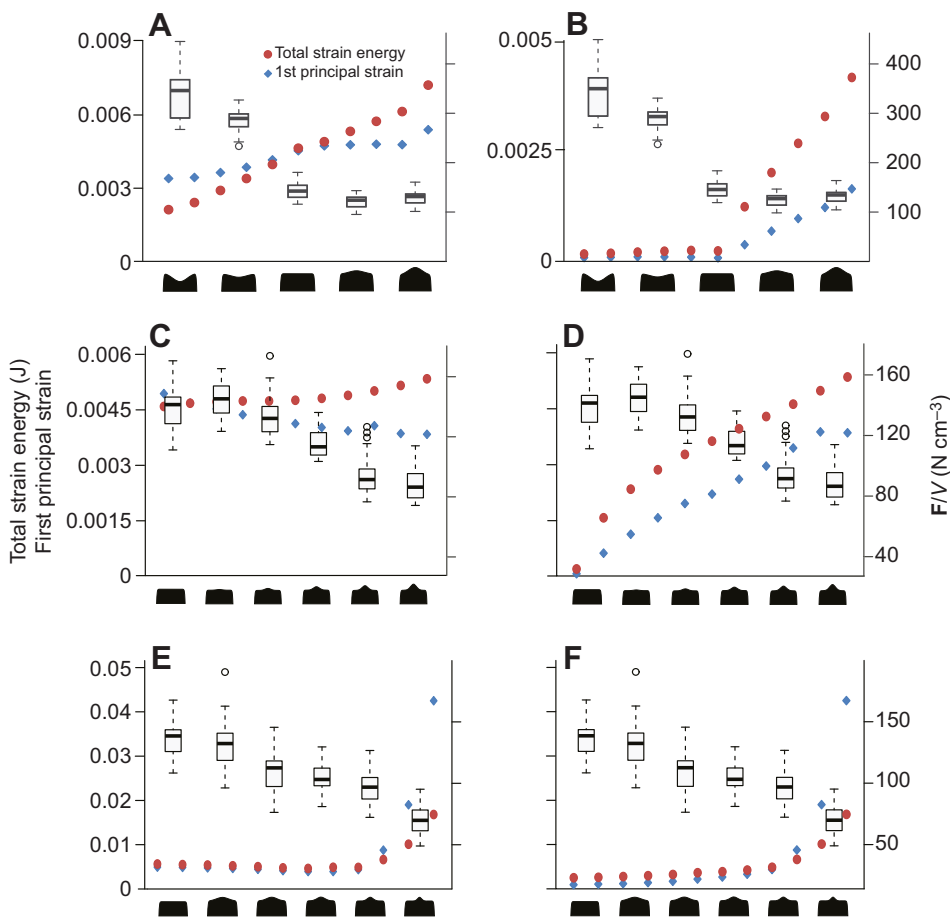 A
Total strain energy
1st principal strain
0.009
0.006
0.003
0
B
0.005
0.0025
0
400
300
200
100
C
0.006
0.0045
0.003
0.0015
0
D
160
120
80
40
Total strain energy (J)
First principal strain
F/V (N cm−3)
E
0.05
0.04
0.03
0.02
0.01
0
F
150
100
50